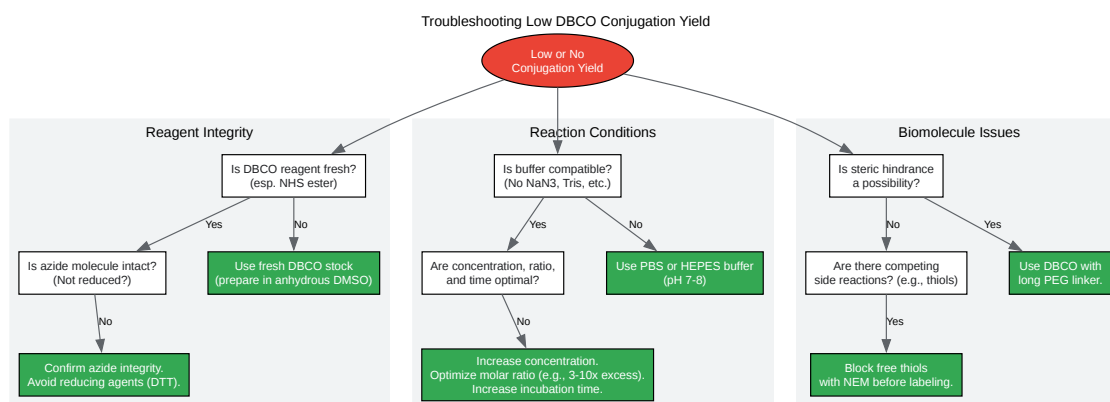 Troubleshooting Low DBCO Conjugation Yield
Low or No
Conjugation Yield
Reagent Integrity
Is DBCO reagent fresh?
(esp. NHS ester)
Yes
No
Is azide molecule intact?
(Not reduced?)
Use fresh DBCO stock
(prepare in anhydrous DMSO)
No
Confirm azide integrity.
Avoid reducing agents (DTT).
Reaction Conditions
Is buffer compatible?
(No NaN3, Tris, etc.)
Yes
No
Are concentration, ratio,
and time optimal?
Use PBS or HEPES buffer
(pH 7-8)
No
Increase concentration.
Optimize molar ratio (e.g., 3-10x excess).
Increase incubation time.
Biomolecule Issues
Is steric hindrance
a possibility?
No
Yes
Are there competing
side reactions? (e.g., thiols)
Use DBCO with
long PEG linker.
Yes
Block free thiols
with NEM before labeling.